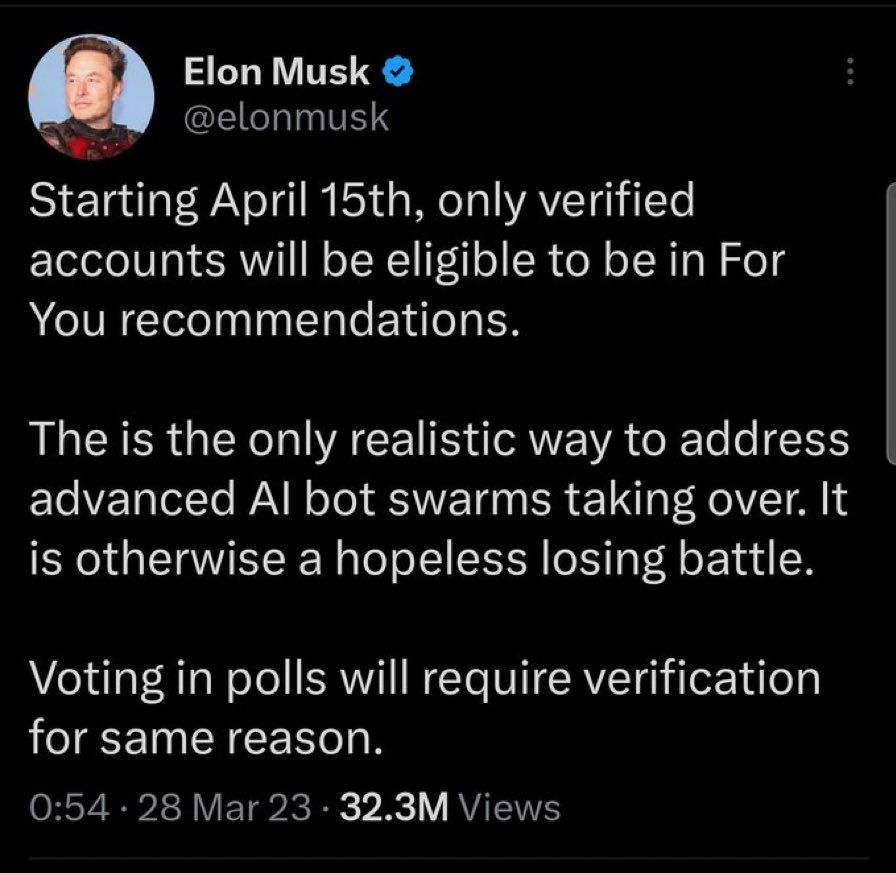 Elon Musk
@elonmusk
Starting April 15th, only verified
accounts will be eligible to be in For
You recommendations.
The is the only realistic way to address
advanced AI bot swarms taking over. It
is otherwise a hopeless losing battle.
Voting in polls will require verification
for same reason.
0:54 · 28 Mar 23 · 32.3M Views